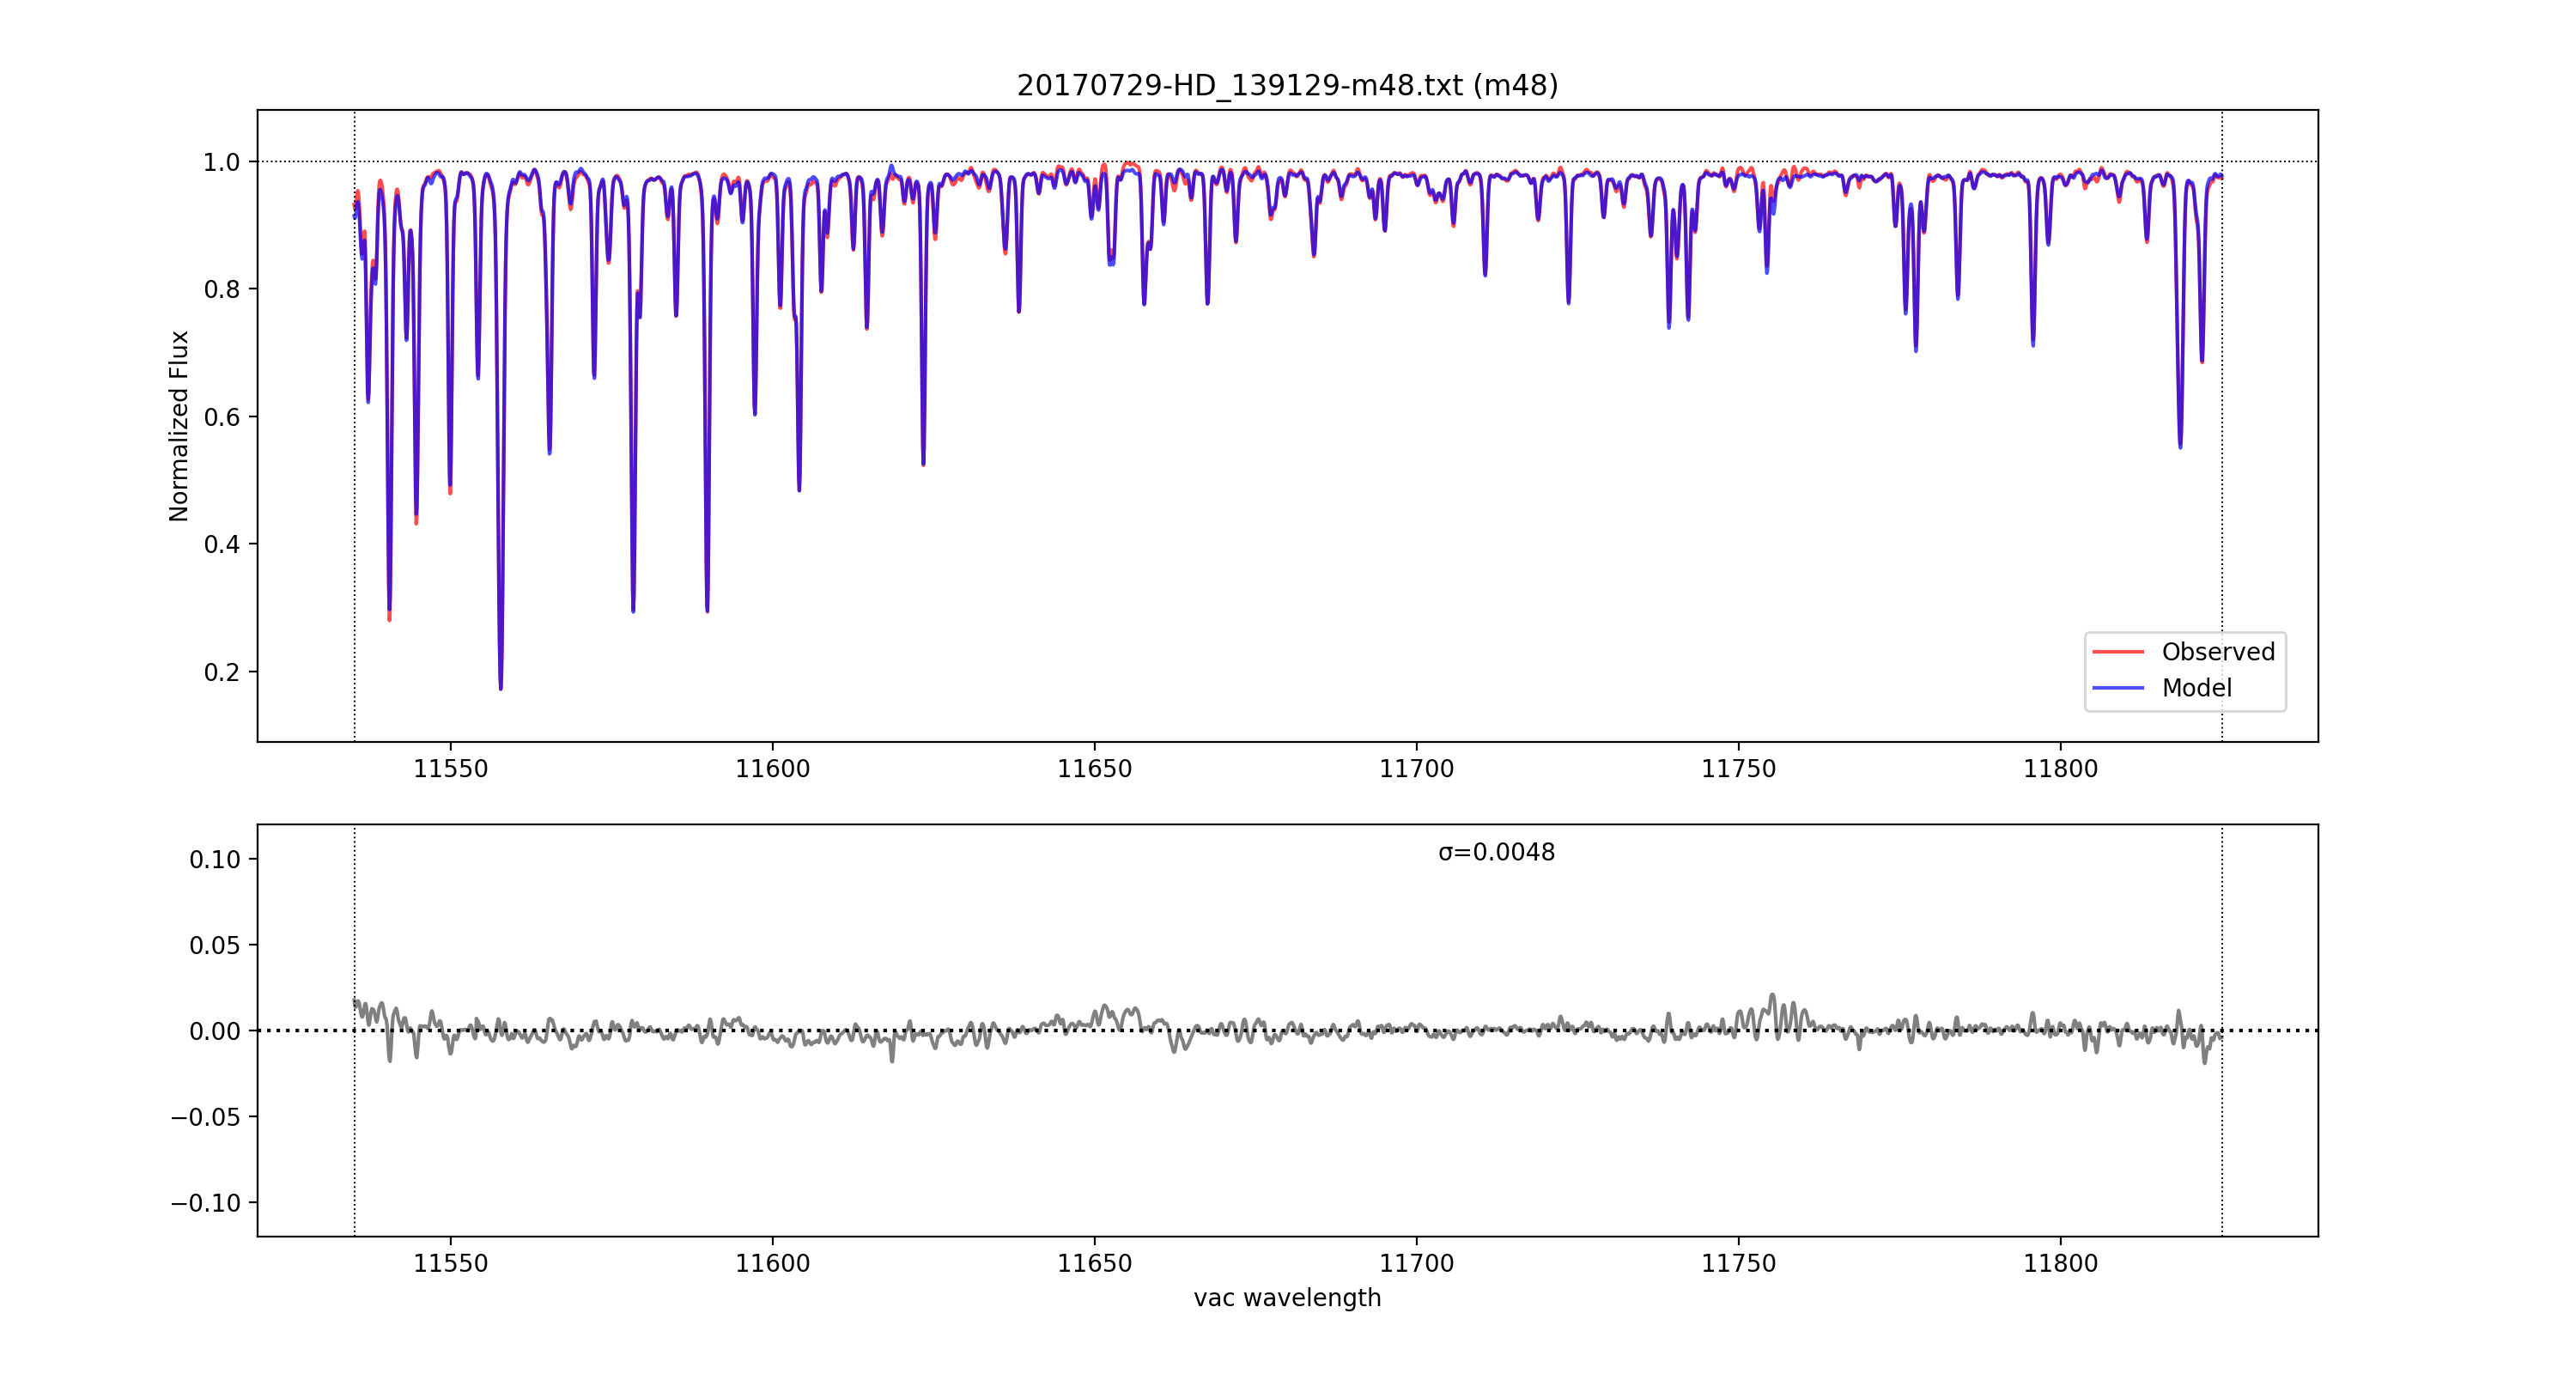 20170729-HD_139129-m48.txt (m48)
Normalized Flux
1.0
0.8
0.6
0.4
0.2
Observed
Model
11550 11600 11650 11700 11750 11800
σ=0.0048
0.10
0.05
0.00
−0.05
−0.10
11550 11600 11650 11700 11750 11800
vac wavelength